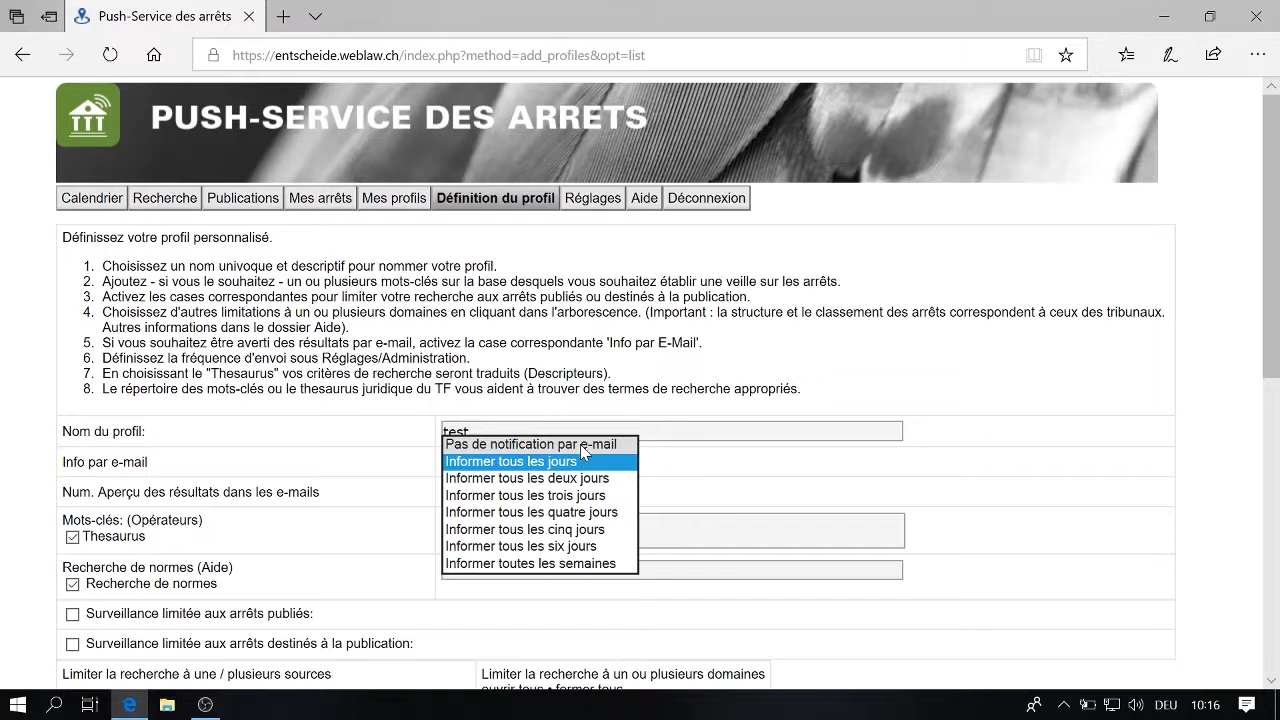 Push-Service des arrêts
https://entscheide.weblaw.ch/index.php?method=add_profiles&opt=list
PUSH-SERVICE DES ARRETS
Calendrier Recherche Publications Mes arrêts Mes profils Définition du profil Réglages Aide Déconnexion
Définissez votre profil personnalisé.
1. Choisissez un nom univoque et descriptif pour nommer votre profil.
2. Ajoutez - si vous le souhaitez - un ou plusieurs mots-clés sur la base desquels vous souhaitez établir une veille sur les arrêts.
3. Activez les cases correspondantes pour limiter votre recherche aux arrêts publiés ou destinés à la publication.
4. Choisissez d'autres limitations à un ou plusieurs domaines en cliquant dans l'arborescence. (Important : la structure et le classement des arrêts correspondent à ceux des tribunaux.
Autres informations dans le dossier Aide).
5. Si vous souhaitez être averti des résultats par e-mail, activez la case correspondante 'Info par E-Mail'.
6. Définissez la fréquence d'envoi sous Réglages/Administration.
7. En choisissant le "Thesaurus" vos critères de recherche seront traduits (Descripteurs).
8. Le répertoire des mots-clés ou le thesaurus juridique du TF vous aident à trouver des termes de recherche appropriés.
Nom du profil: test
Pas de notification par e-mail
Info par e-mail Informer tous les jours
Informer tous les deux jours
Num. Aperçu des résultats dans les e-mails Informer tous les trois jours
Informer tous les quatre jours
Mots-clés: (Opérateurs)
Thesaurus Informer tous les cinq jours
Informer tous les six jours
Recherche de normes (Aide) Informer toutes les semaines
Recherche de normes
Surveillance limitée aux arrêts publiés:
Surveillance limitée aux arrêts destinés à la publication:
Limiter la recherche à une / plusieurs sources Limiter la recherche à un ou plusieurs domaines
ouvrir tous • fermer tous
DEU 10:16